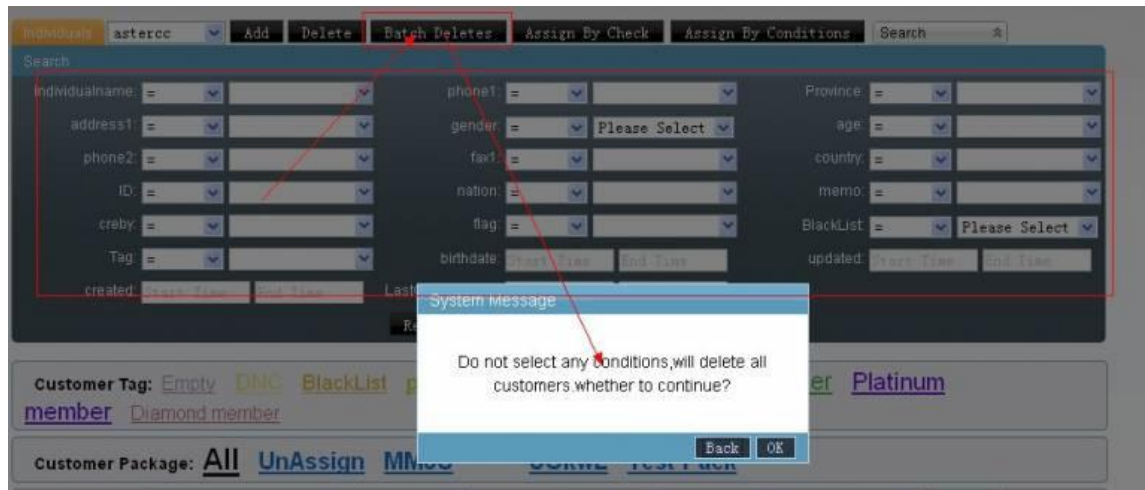 Individuals astercc Add Delete Batch Deletes Assign By Check Assign By Conditions Search
Search
Individualname: = phone1: = Province: =
address1: = gender: = Please Select age: =
phone2: = fax1: = country: =
ID: = nation: = memo: =
creby: = flag: = BlackList: = Please Select
Tag: = birthdate: Start Time End Time updated: Start Time End Time
created: Start Time End Time
System Message
Do not select any conditions,will delete all
customers.whether to continue?
Back OK
Customer Tag: Empty DNC BlackList Platinum
member Diamond member
Customer Package: All UnAssign